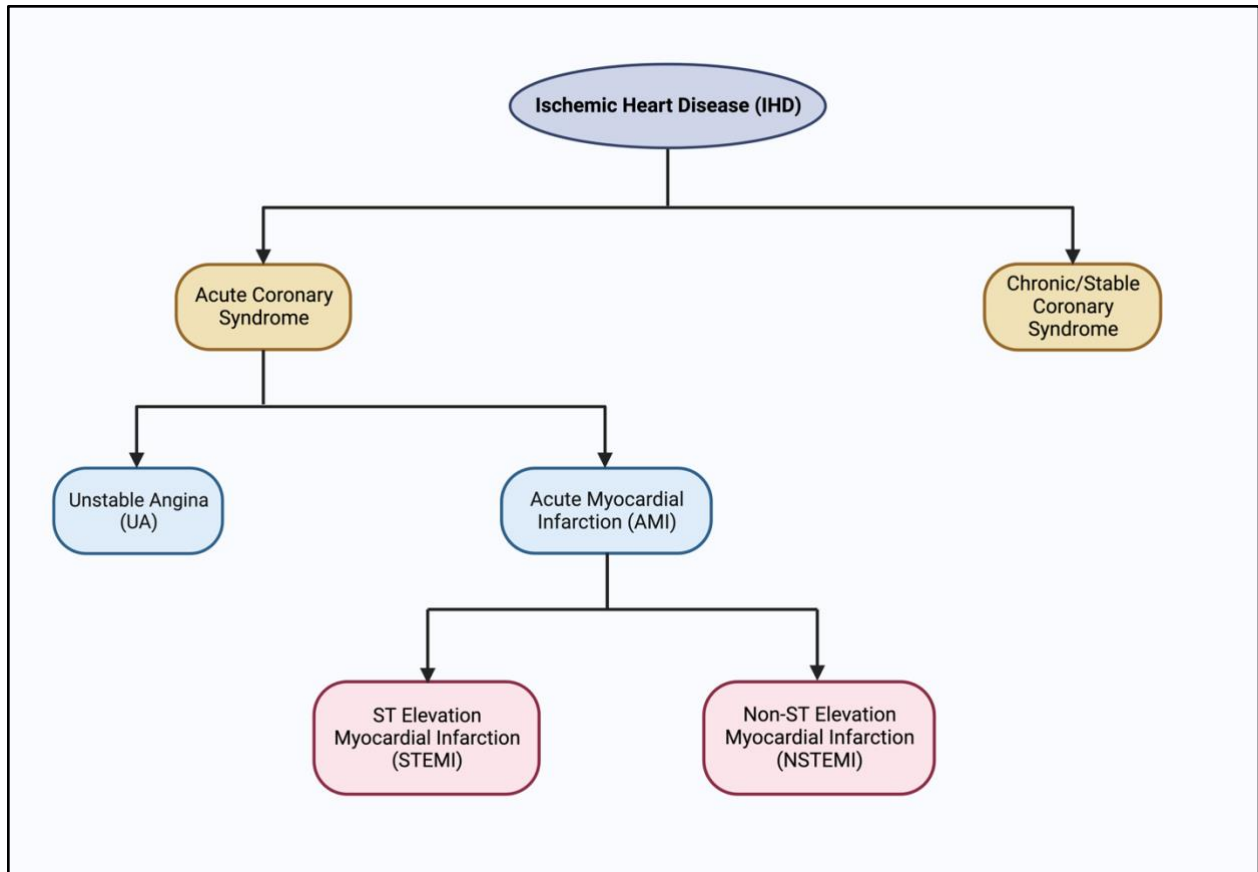 Ischemic Heart Disease (IHD)
Acute Coronary
Syndrome
Chronic/Stable
Coronary
Syndrome
Unstable Angina
(UA)
Acute Myocardial
Infarction (AMI)
ST Elevation
Myocardial Infarction
(STEMI)
Non-ST Elevation
Myocardial Infarction
(NSTEMI)